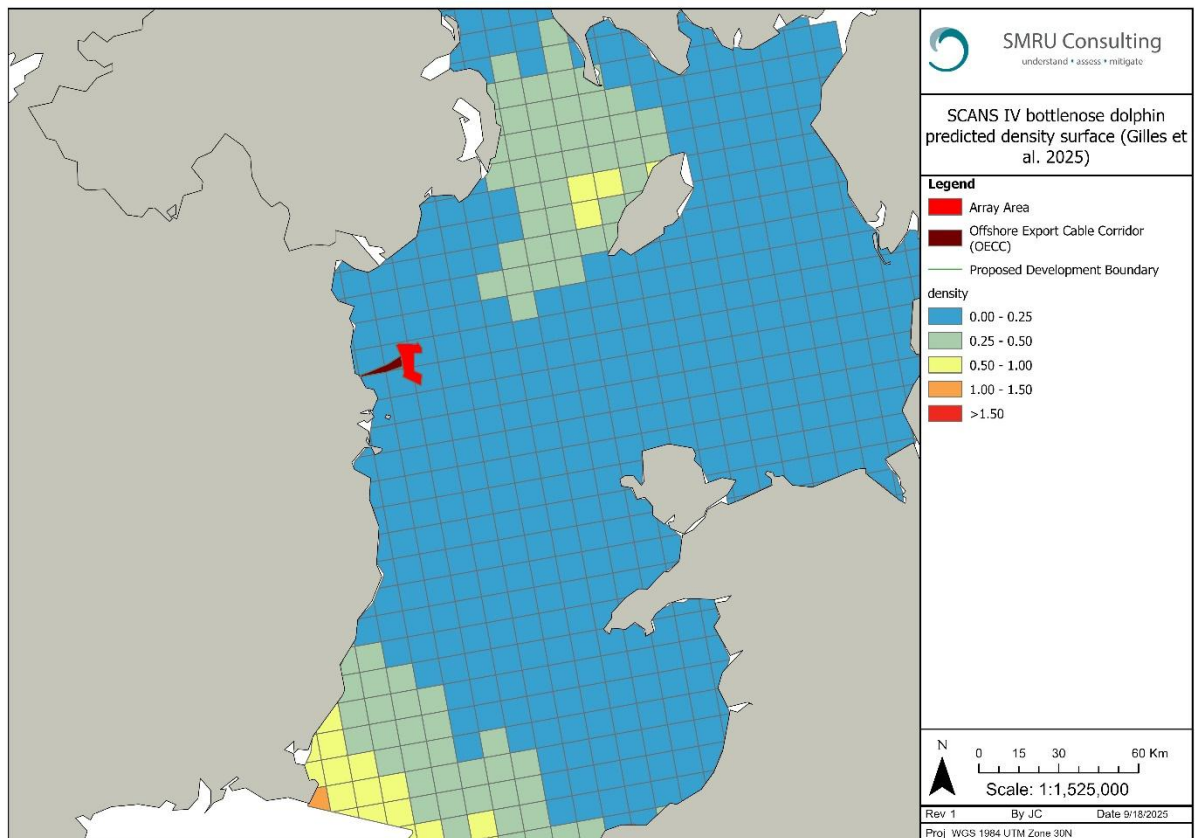 SMRU Consulting
understand • assess • mitigate
SCANS IV bottlenose dolphin
predicted density surface (Gilles et
al. 2025)
Legend
Array Area
Offshore Export Cable Corridor
(OECC)
Proposed Development Boundary
density
0.00 - 0.25
0.25 - 0.50
0.50 - 1.00
1.00 - 1.50
>1.50
N
0 15 30 60 Km
Scale: 1:1,525,000
Rev 1 By JC Date 9/18/2025
Proj WGS 1984 UTM Zone 30N